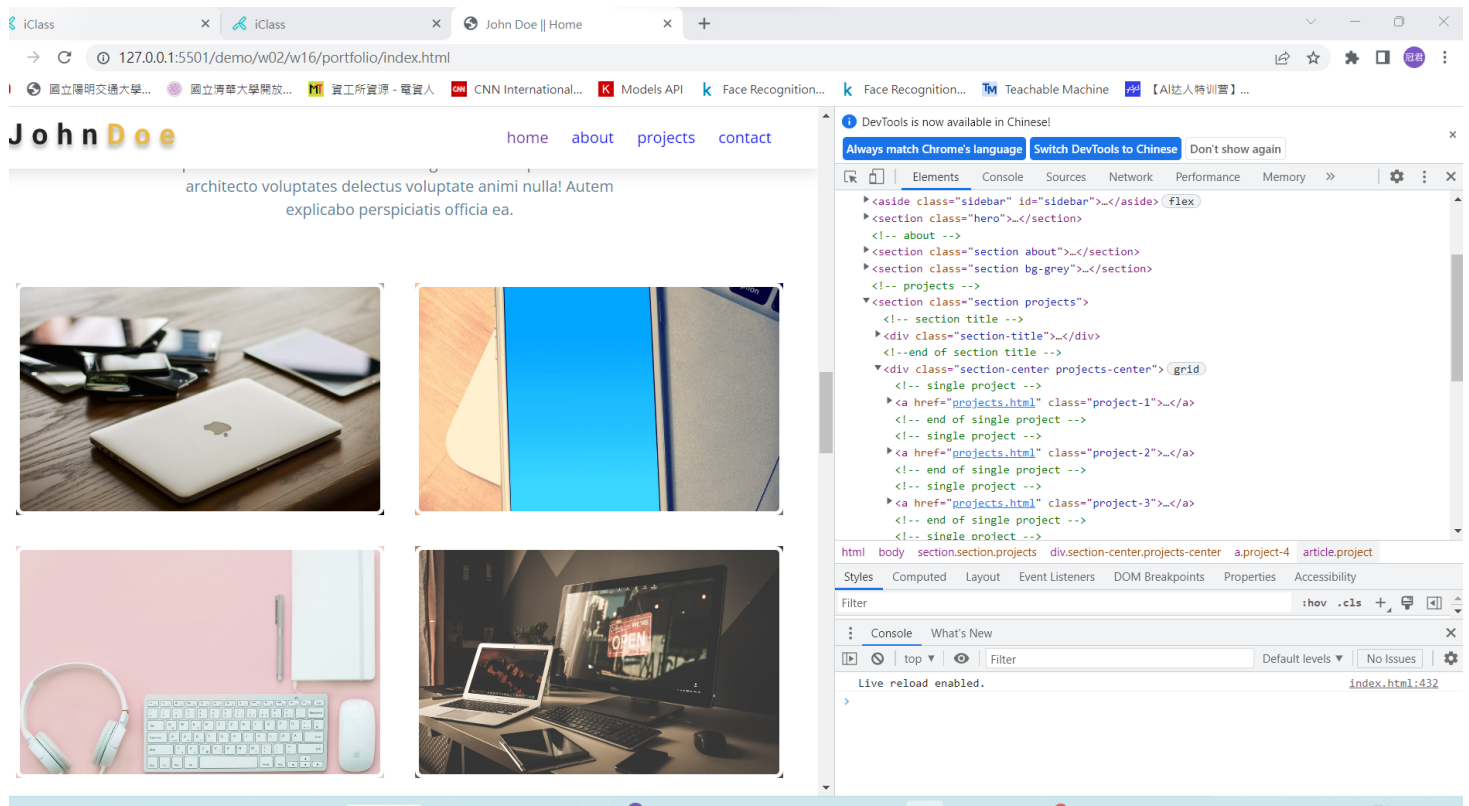 iClass
iClass
John Doe || Home
127.0.0.1:5501/demo/w02/w16/portfolio/index.html
冠君
國立陽明交通大學...
國立清華大學開放...
MT 資工所資源 - 電資人
CNN CNN International...
K Models API
k Face Recognition...
k Face Recognition...
TM Teachable Machine
【AI达人特训营】...
JohnDoe
home about projects contact
architecto voluptates delectus voluptate animi nulla! Autem
explicabo perspiciatis officia ea.
OPEN
DevTools is now available in Chinese!
Always match Chrome's language Switch DevTools to Chinese Don't show again
Elements Console Sources Network Performance Memory »
<aside class="sidebar" id="sidebar">…</aside> flex
<section class="hero">…</section>
<!-- about -->
<section class="section about">…</section>
<section class="section bg-grey">…</section>
<!-- projects -->
<section class="section projects">
<!-- section title -->
<div class="section-title">…</div>
<!--end of section title -->
<div class="section-center projects-center"> grid
<!-- single project -->
<a href="projects.html" class="project-1">…</a>
<!-- end of single project -->
<!-- single project -->
<a href="projects.html" class="project-2">…</a>
<!-- end of single project -->
<!-- single project -->
<a href="projects.html" class="project-3">…</a>
<!-- end of single project -->
<!-- single project -->
html body section.section.projects div.section-center.projects-center a.project-4 article.project
Styles Computed Layout Event Listeners DOM Breakpoints Properties Accessibility
Filter :hov .cls +
Console What's New
top ▼ Filter Default levels ▼ No Issues
Live reload enabled. index.html:432